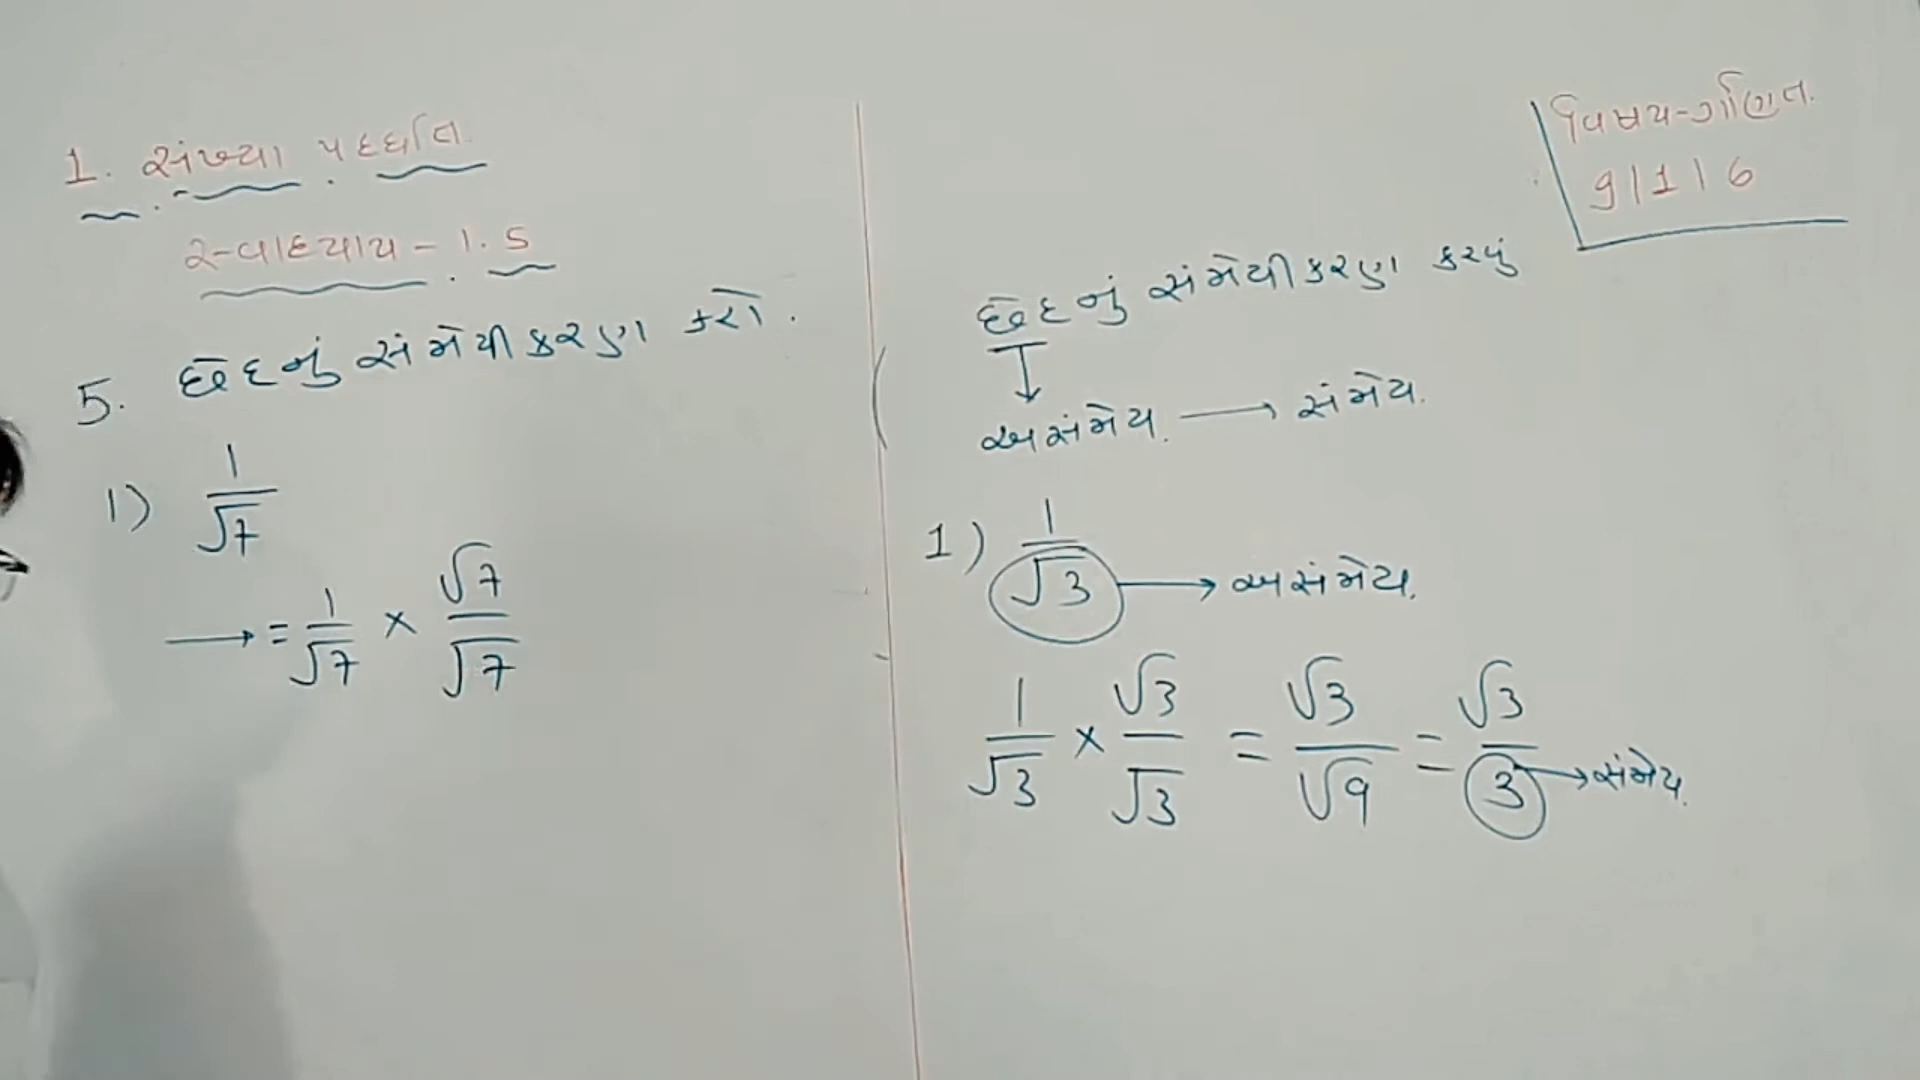 1. સંખ્યા પદ્ધતિ.
સ્વાધ્યાય - 1.5
5. છેદનું સંમેયીકરણ કરો.
1) 1/√7
→ = 1/√7 × √7/√7
વિષય-ગણિત.
9|1|6
છેદનું સંમેયીકરણ કરવું
↓
અસંમેય. → સંમેય.
1) 1/√3 → અસંમેય.
1/√3 × √3/√3 = √3/√9 = √3/3 → સંમેય.